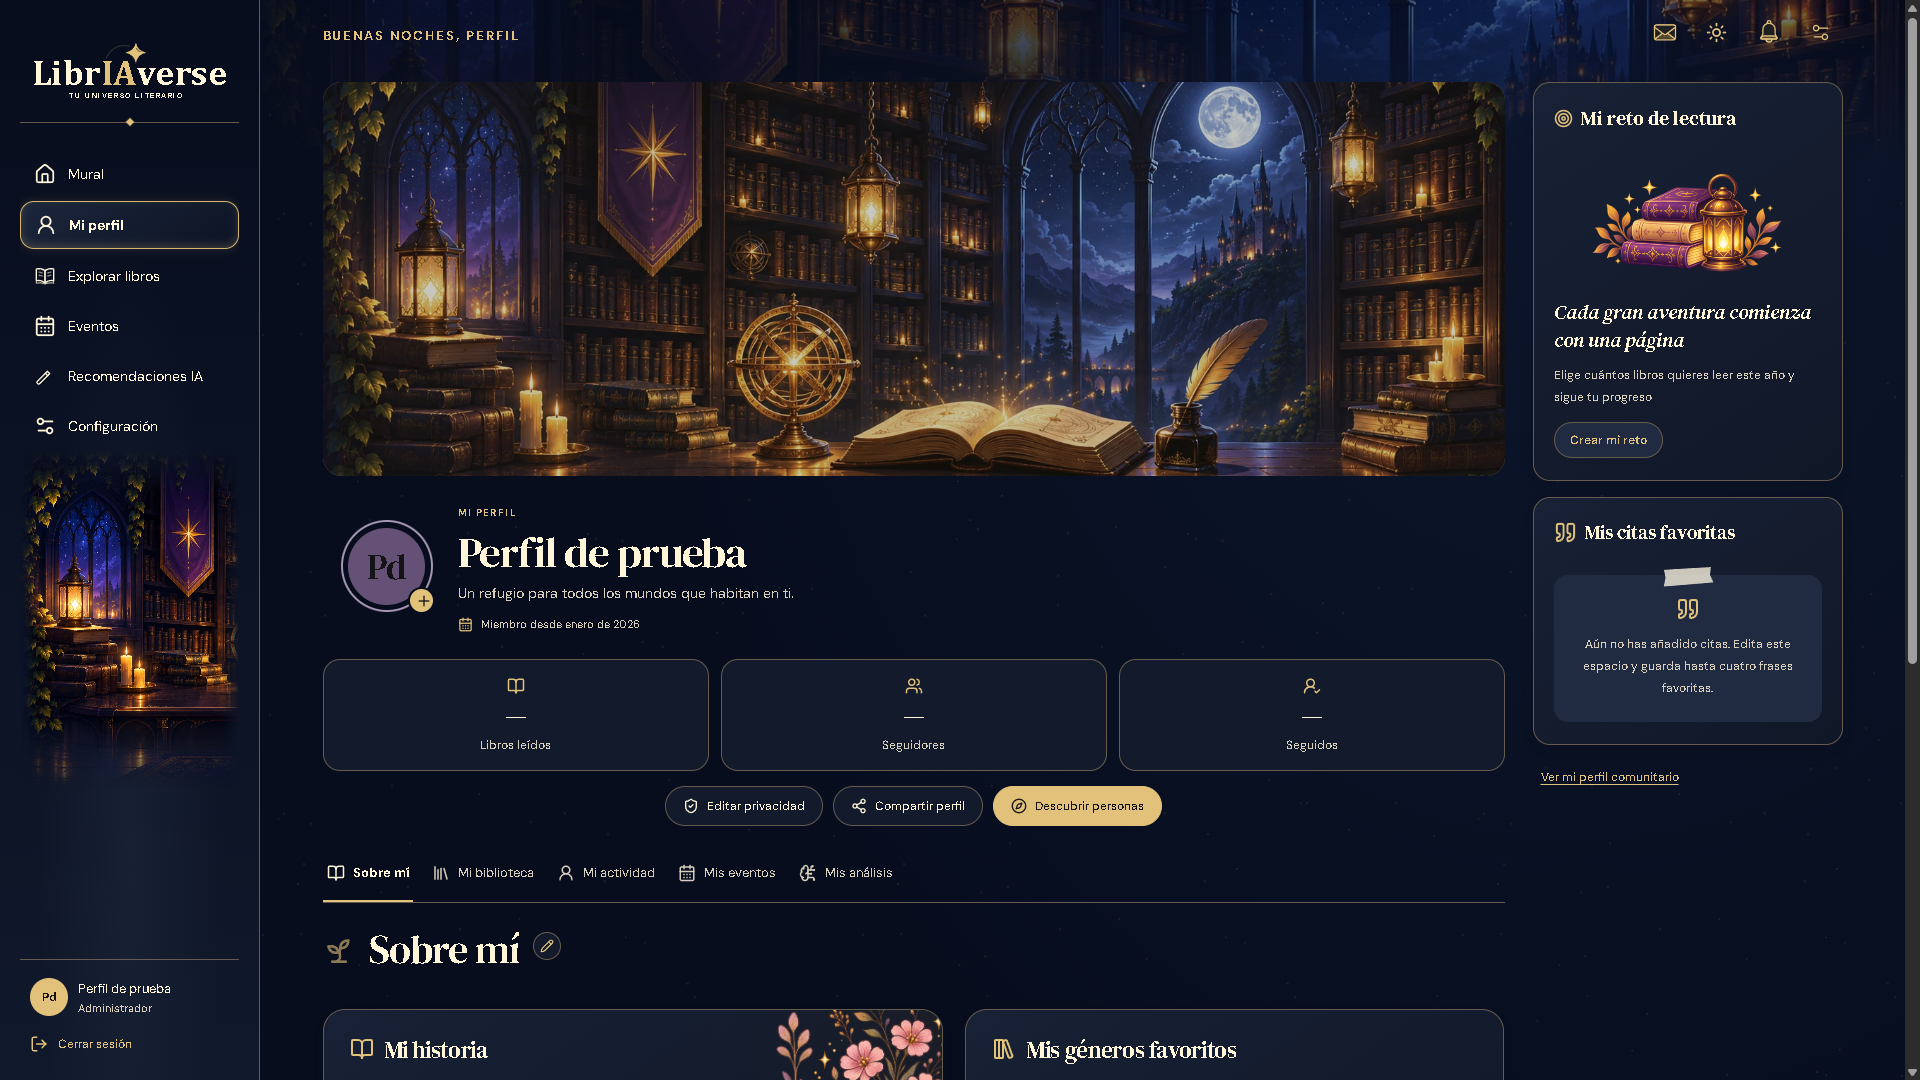 LibrIAverse
TU UNIVERSO LITERARIO
Mural
Mi perfil
Explorar libros
Eventos
Recomendaciones IA
Configuración
Pd
Perfil de prueba
Administrador
Cerrar sesión
BUENAS NOCHES, PERFIL
Pd
MI PERFIL
Perfil de prueba
Un refugio para todos los mundos que habitan en ti.
Miembro desde enero de 2026
—
Libros leídos
—
Seguidores
—
Seguidos
Editar privacidad
Compartir perfil
Descubrir personas
Sobre mí
Mi biblioteca
Mi actividad
Mis eventos
Mis análisis
Sobre mí
Mi historia
Mis géneros favoritos
Mi reto de lectura
Cada gran aventura comienza
con una página
Elige cuántos libros quieres leer este año y
sigue tu progreso
Crear mi reto
Mis citas favoritas
Aún no has añadido citas. Edita este
espacio y guarda hasta cuatro frases
favoritas.
Ver mi perfil comunitario